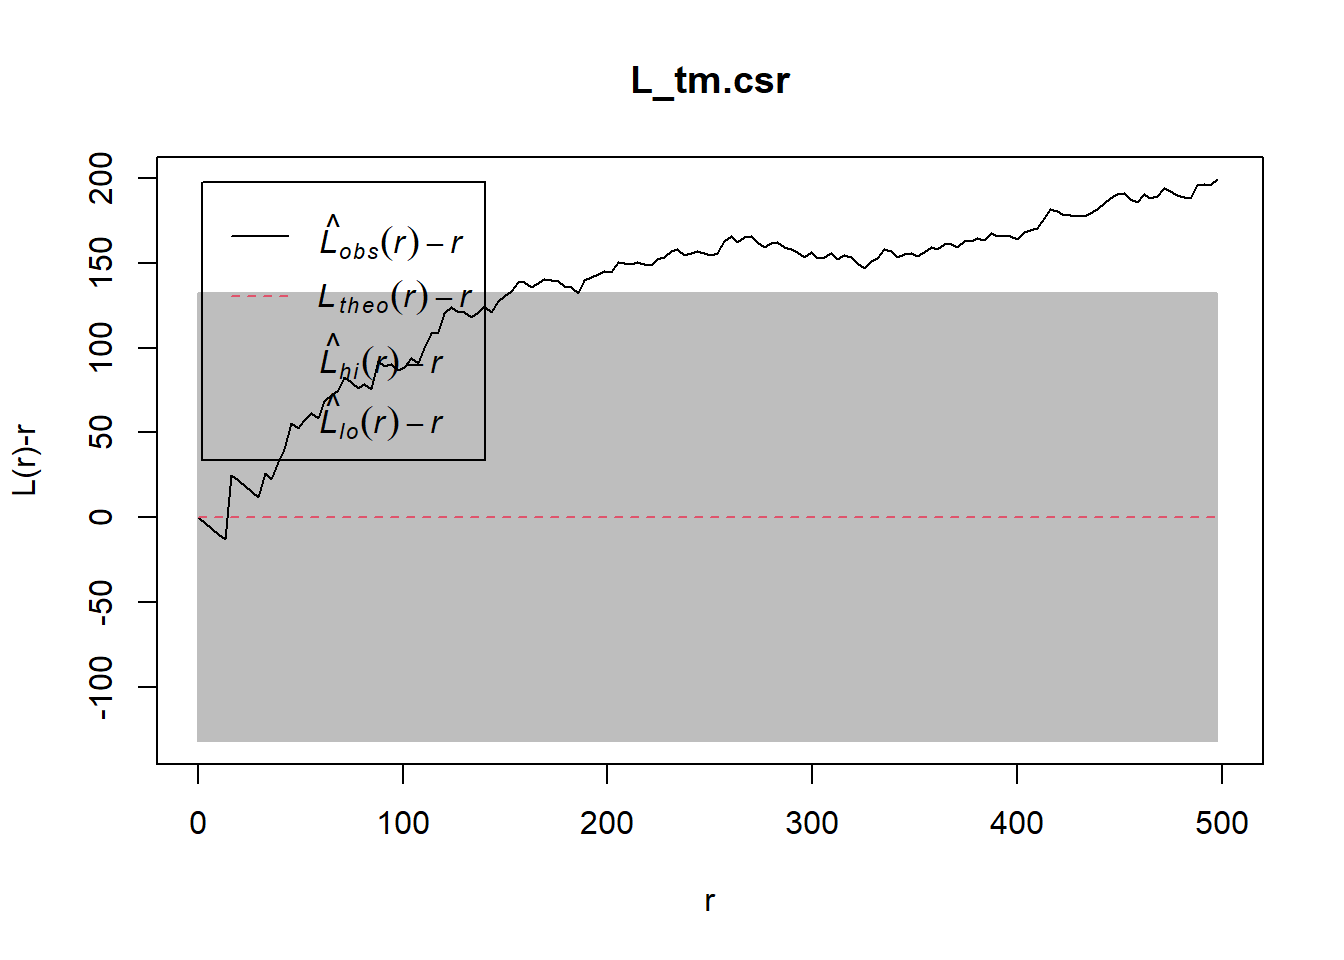 L_tm.csr
L(r)-r
200
150
100
50
0
-50
-100
L̂obs(r) – r
Ltheo(r) – r
L̂hi(r) – r
L̂lo(r) – r
0 100 200 300 400 500
r